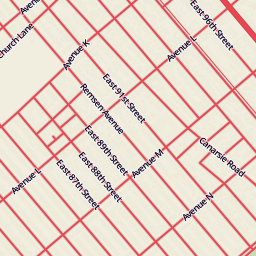 Avenu
East 96th Street
Church Lane
Avenue K
Avenue L
East 91st Street
Remsen Avenue
East 89th Street
Canarsie Road
Avenue M
East 88th Street
East 87th Street
Avenue L
Avenue N